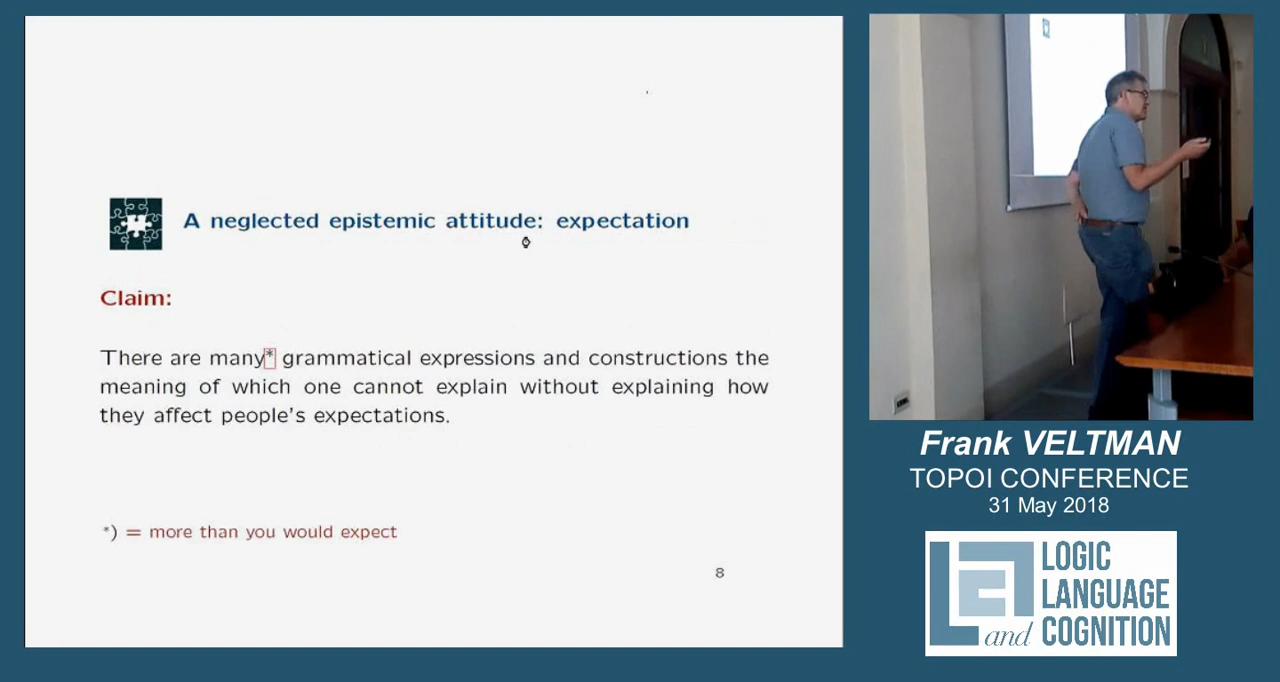 A neglected epistemic attitude: expectation
Claim:
There are many* grammatical expressions and constructions the
meaning of which one cannot explain without explaining how
they affect people's expectations.
*) = more than you would expect
8
Frank VELTMAN
TOPOI CONFERENCE
31 May 2018
LOGIC
LANGUAGE
and COGNITION